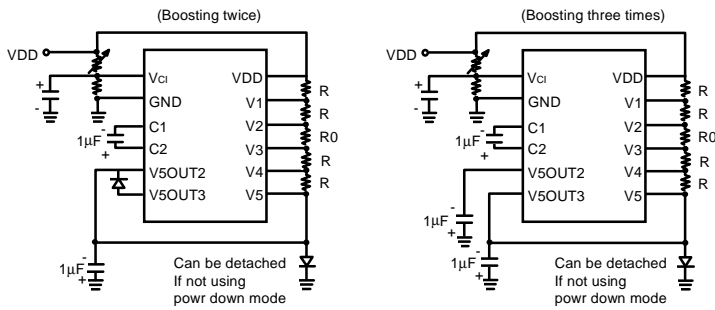 (Boosting twice)
VDD
+
-
VCI
GND
C1
C2
V5OUT2
V5OUT3
VDD
V1
V2
V3
V4
V5
R
R
R0
R
R
-
1μF
+
-
1μF
+
Can be detached
If not using
powr down mode
(Boosting three times)
VDD
+
-
VCI
GND
C1
C2
V5OUT2
V5OUT3
VDD
V1
V2
V3
V4
V5
R
R
R0
R
R
-
1μF
+
-
1μF
+
-
1μF
+
Can be detached
If not using
powr down mode